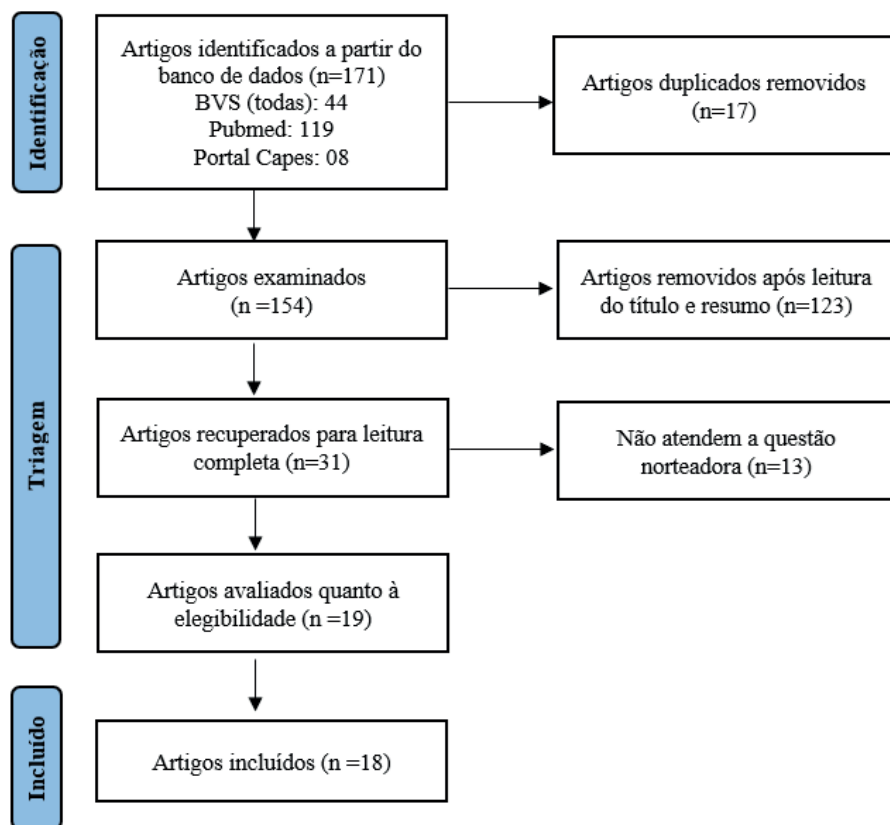 Identificação
Artigos identificados a partir do
banco de dados (n=171)
BVS (todas): 44
Pubmed: 119
Portal Capes: 08
Artigos duplicados removidos
(n=17)
Triagem
Artigos examinados
(n =154)
Artigos removidos após leitura
do título e resumo (n=123)
Artigos recuperados para leitura
completa (n=31)
Não atendem a questão
norteadora (n=13)
Artigos avaliados quanto à
elegibilidade (n =19)
Incluído
Artigos incluídos (n =18)